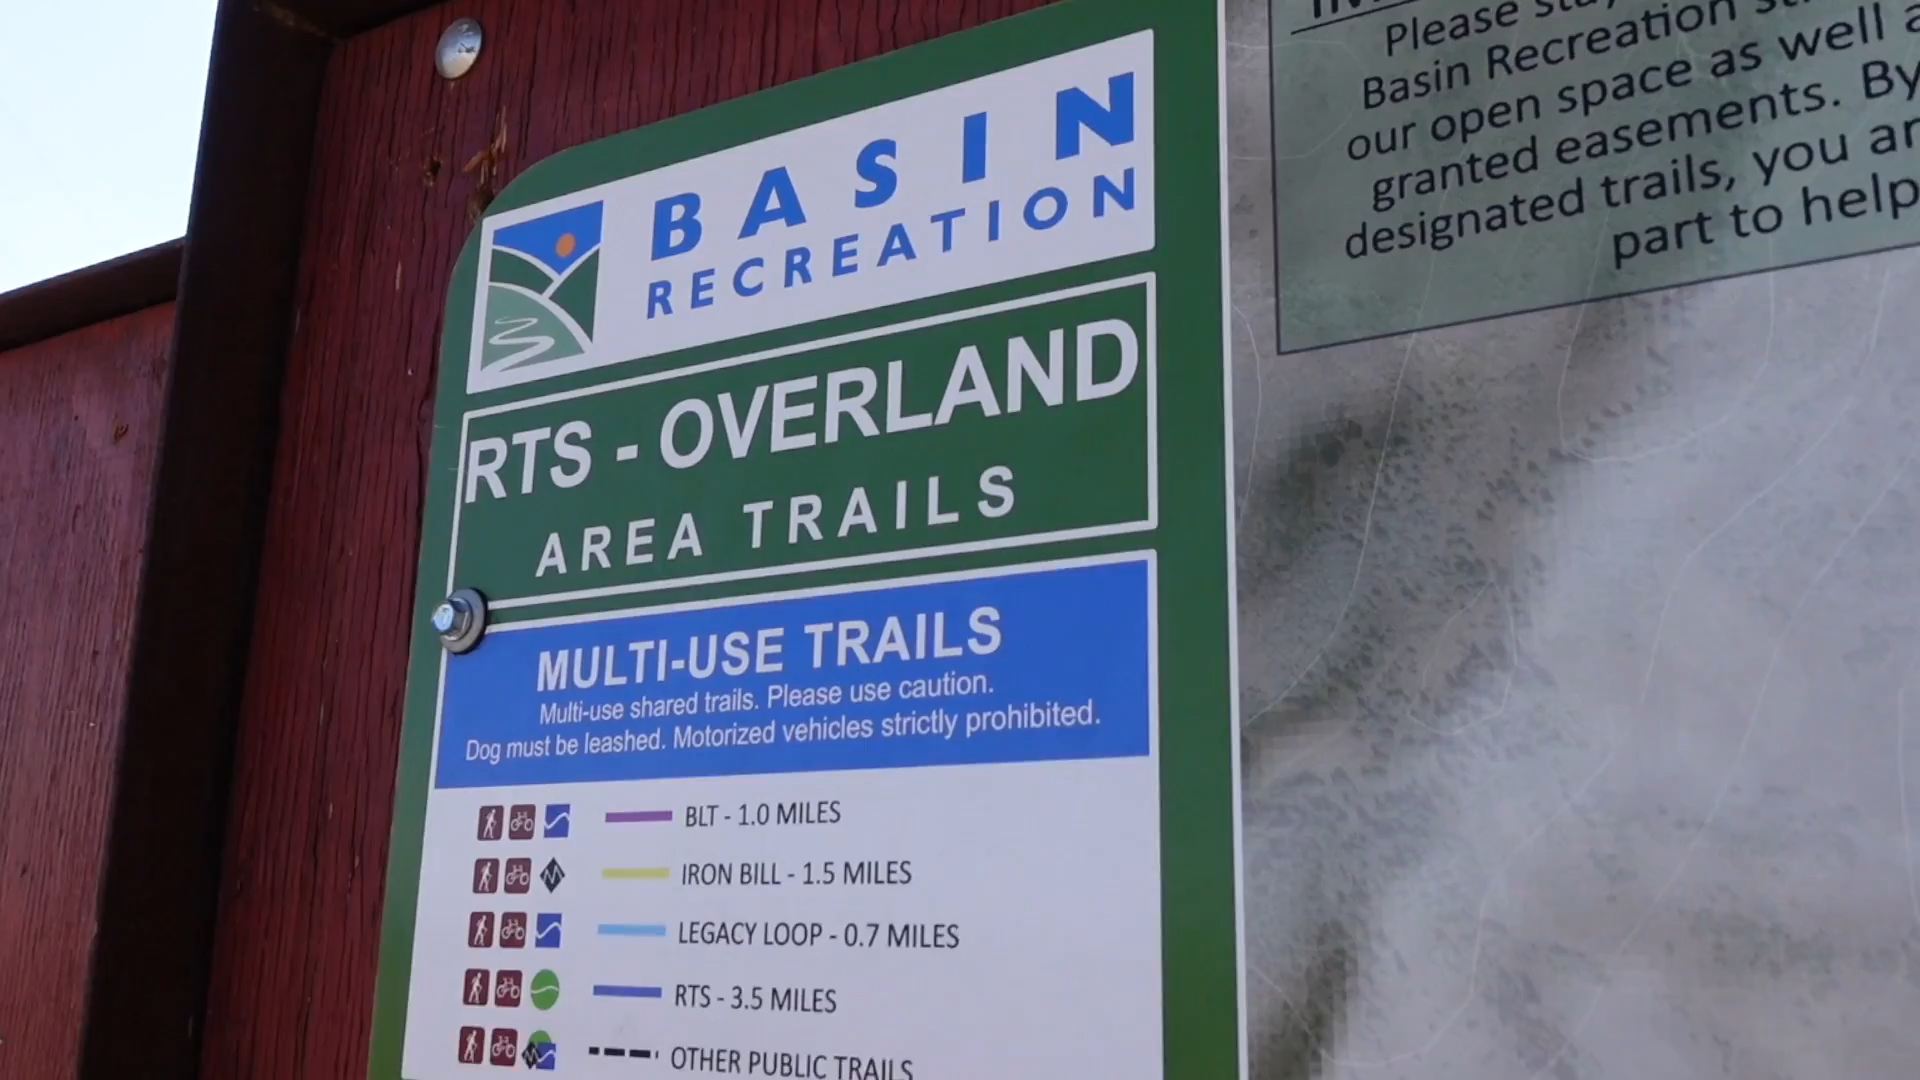 BASIN
RECREATION
RTS - OVERLAND
AREA TRAILS
MULTI-USE TRAILS
Multi-use shared trails. Please use caution.
Dog must be leashed. Motorized vehicles strictly prohibited.
BLT - 1.0 MILES
IRON BILL - 1.5 MILES
LEGACY LOOP - 0.7 MILES
RTS - 3.5 MILES
OTHER PUBLIC TRAILS
Please
Basin Recreation
our open space as well
granted easements. By
designated trails, you
part to help